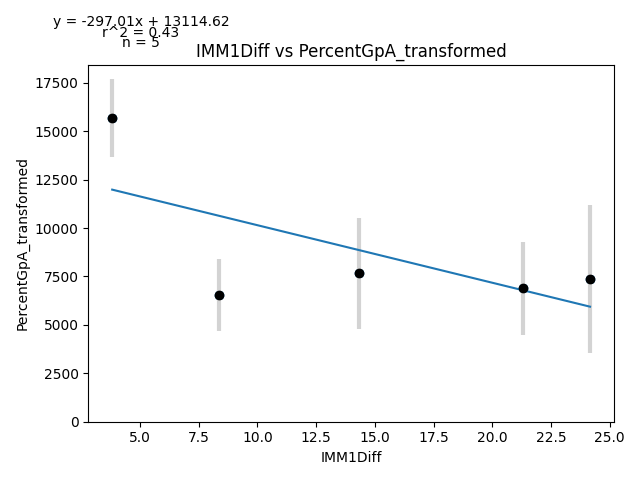 y = -297.01x + 13114.62
r^2 = 0.43
n = 5
IMM1Diff vs PercentGpA_transformed
PercentGpA_transformed
17500
15000
12500
10000
7500
5000
2500
0
5.0 7.5 10.0 12.5 15.0 17.5 20.0 22.5 25.0
IMM1Diff